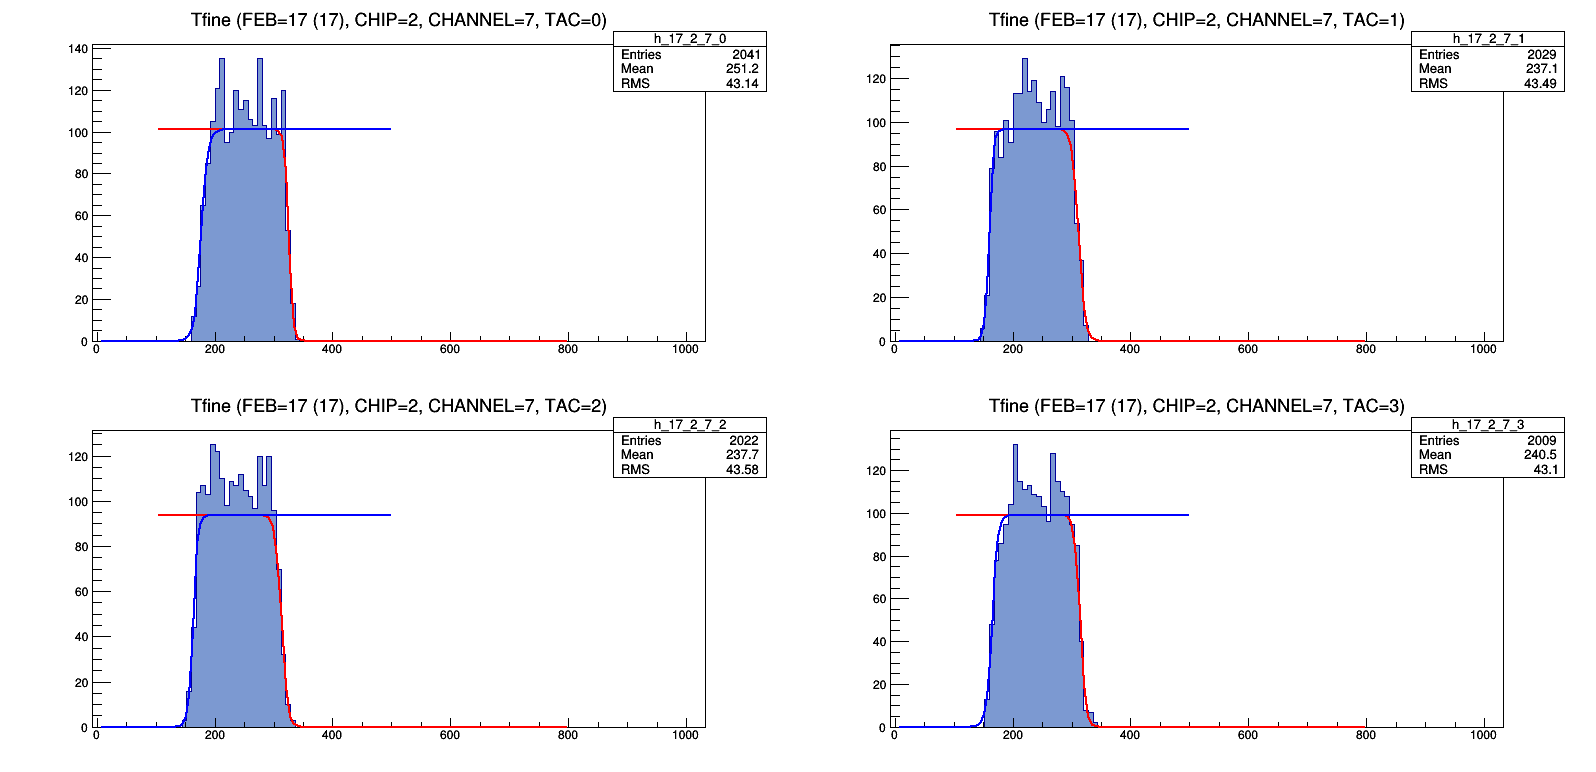 Tfine (FEB=17 (17), CHIP=2, CHANNEL=7, TAC=0)
h_17_2_7_0
Entries 2041
Mean 251.2
RMS 43.14
140
120
100
80
60
40
20
0
0 200 400 600 800 1000
Tfine (FEB=17 (17), CHIP=2, CHANNEL=7, TAC=1)
h_17_2_7_1
Entries 2029
Mean 237.1
RMS 43.49
120
100
80
60
40
20
0
0 200 400 600 800 1000
Tfine (FEB=17 (17), CHIP=2, CHANNEL=7, TAC=2)
h_17_2_7_2
Entries 2022
Mean 237.7
RMS 43.58
120
100
80
60
40
20
0
0 200 400 600 800 1000
Tfine (FEB=17 (17), CHIP=2, CHANNEL=7, TAC=3)
h_17_2_7_3
Entries 2009
Mean 240.5
RMS 43.1
120
100
80
60
40
20
0
0 200 400 600 800 1000